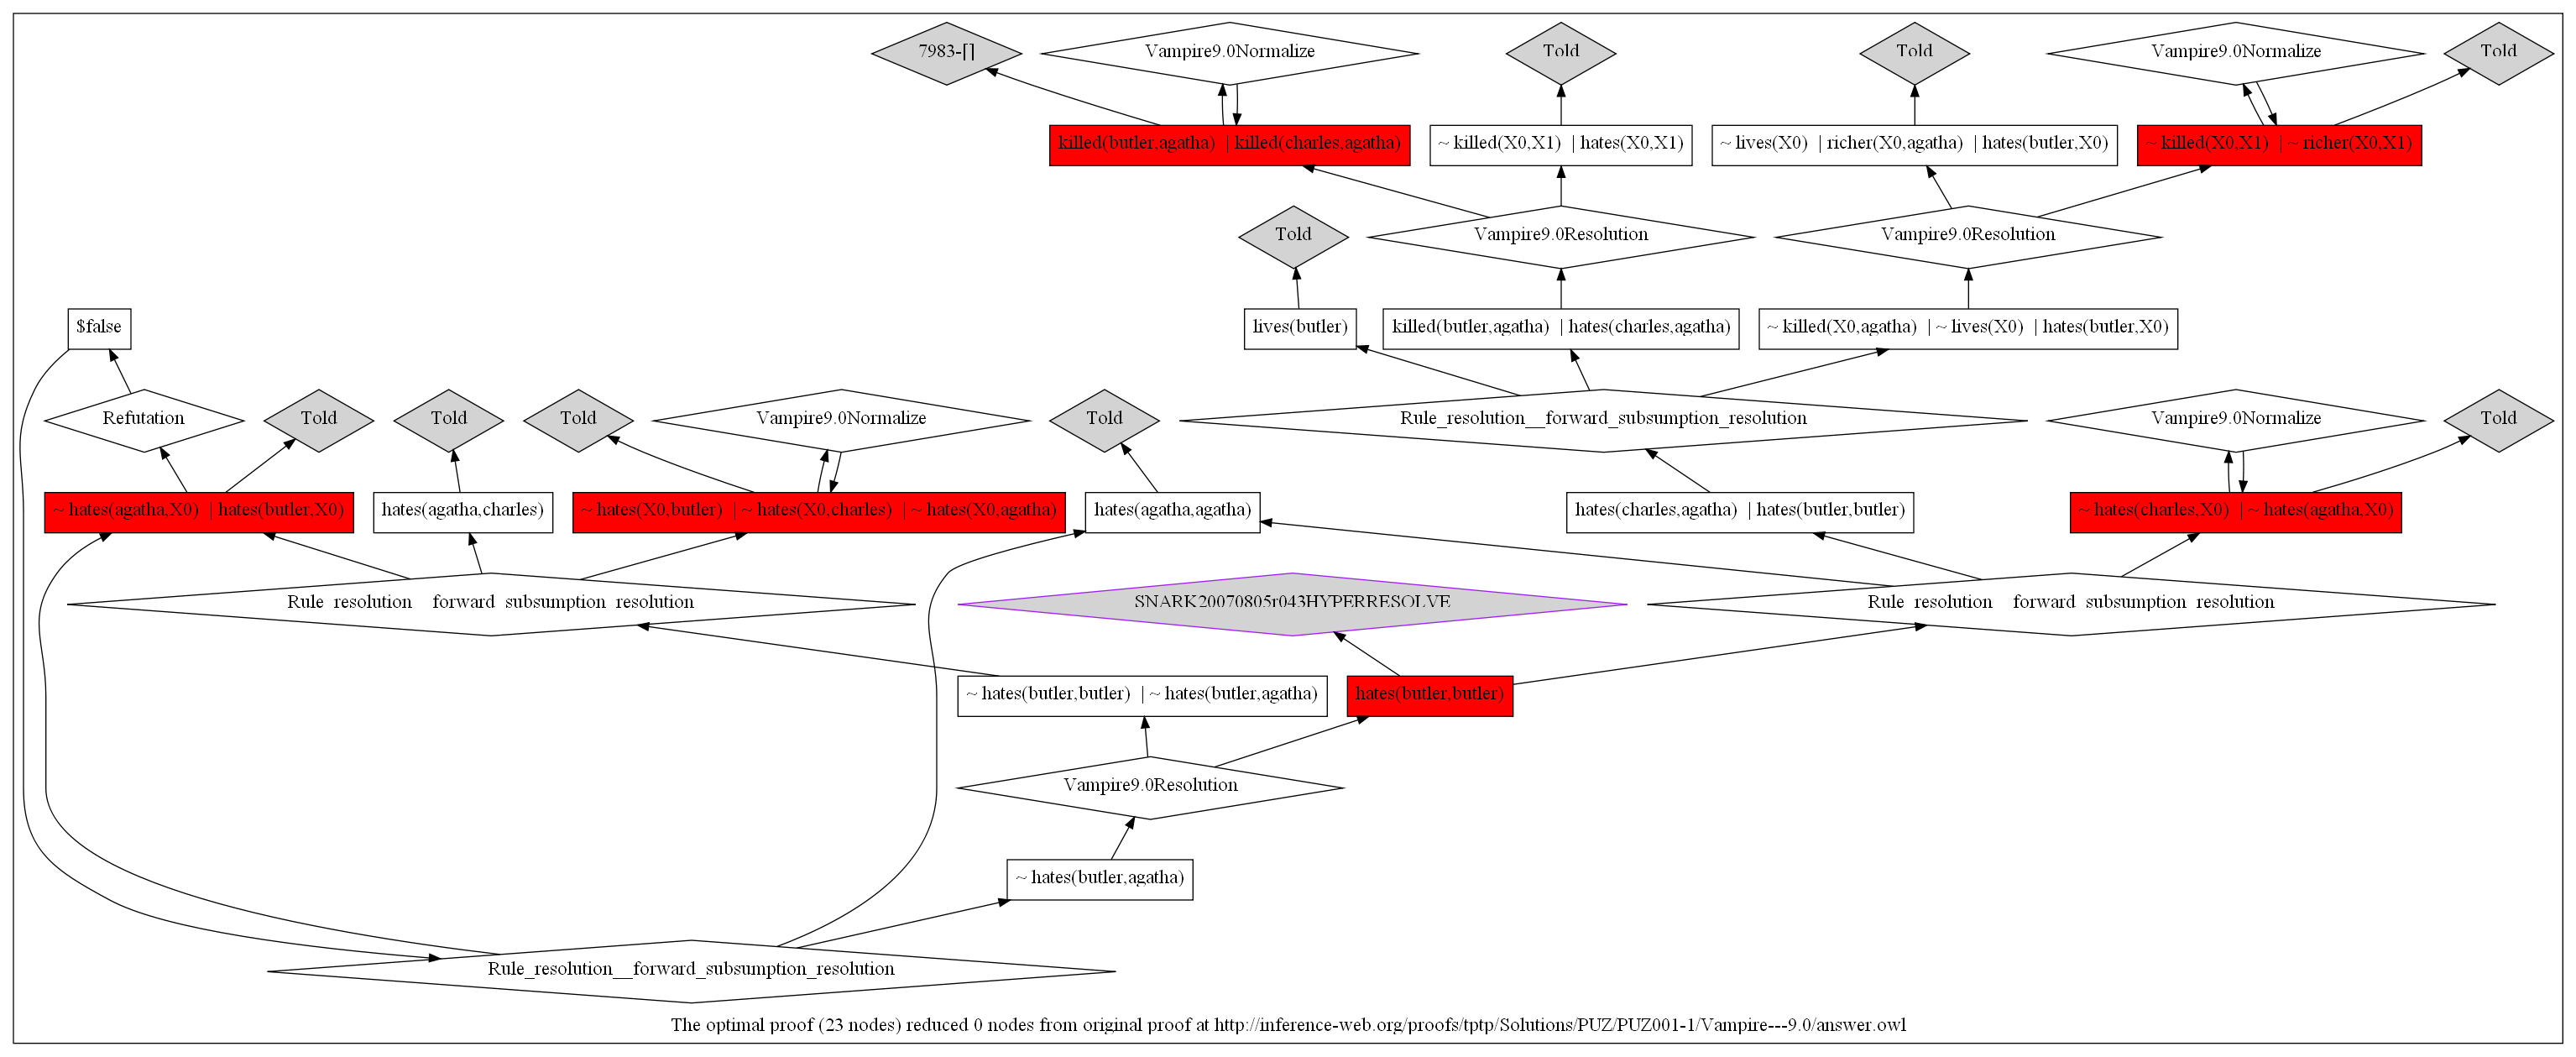 7983-[]
Vampire9.0Normalize
Told
Told
Vampire9.0Normalize
Told
killed(butler,agatha) | killed(charles,agatha)
~ killed(X0,X1) | hates(X0,X1)
~ lives(X0) | richer(X0,agatha) | hates(butler,X0)
~ killed(X0,X1) | ~ richer(X0,X1)
Told
Vampire9.0Resolution
Vampire9.0Resolution
$false
lives(butler)
killed(butler,agatha) | hates(charles,agatha)
~ killed(X0,agatha) | ~ lives(X0) | hates(butler,X0)
Refutation
Told
Told
Told
Vampire9.0Normalize
Told
Rule_resolution__forward_subsumption_resolution
Vampire9.0Normalize
Told
~ hates(agatha,X0) | hates(butler,X0)
hates(agatha,charles)
~ hates(X0,butler) | ~ hates(X0,charles) | ~ hates(X0,agatha)
hates(agatha,agatha)
hates(charles,agatha) | hates(butler,butler)
~ hates(charles,X0) | ~ hates(agatha,X0)
Rule_resolution__forward_subsumption_resolution
SNARK20070805r043HYPERRESOLVE
Rule_resolution__forward_subsumption_resolution
~ hates(butler,butler) | ~ hates(butler,agatha)
hates(butler,butler)
Vampire9.0Resolution
~ hates(butler,agatha)
Rule_resolution__forward_subsumption_resolution
The optimal proof (23 nodes) reduced 0 nodes from original proof at http://inference-web.org/proofs/tptp/Solutions/PUZ/PUZ001-1/Vampire---9.0/answer.owl